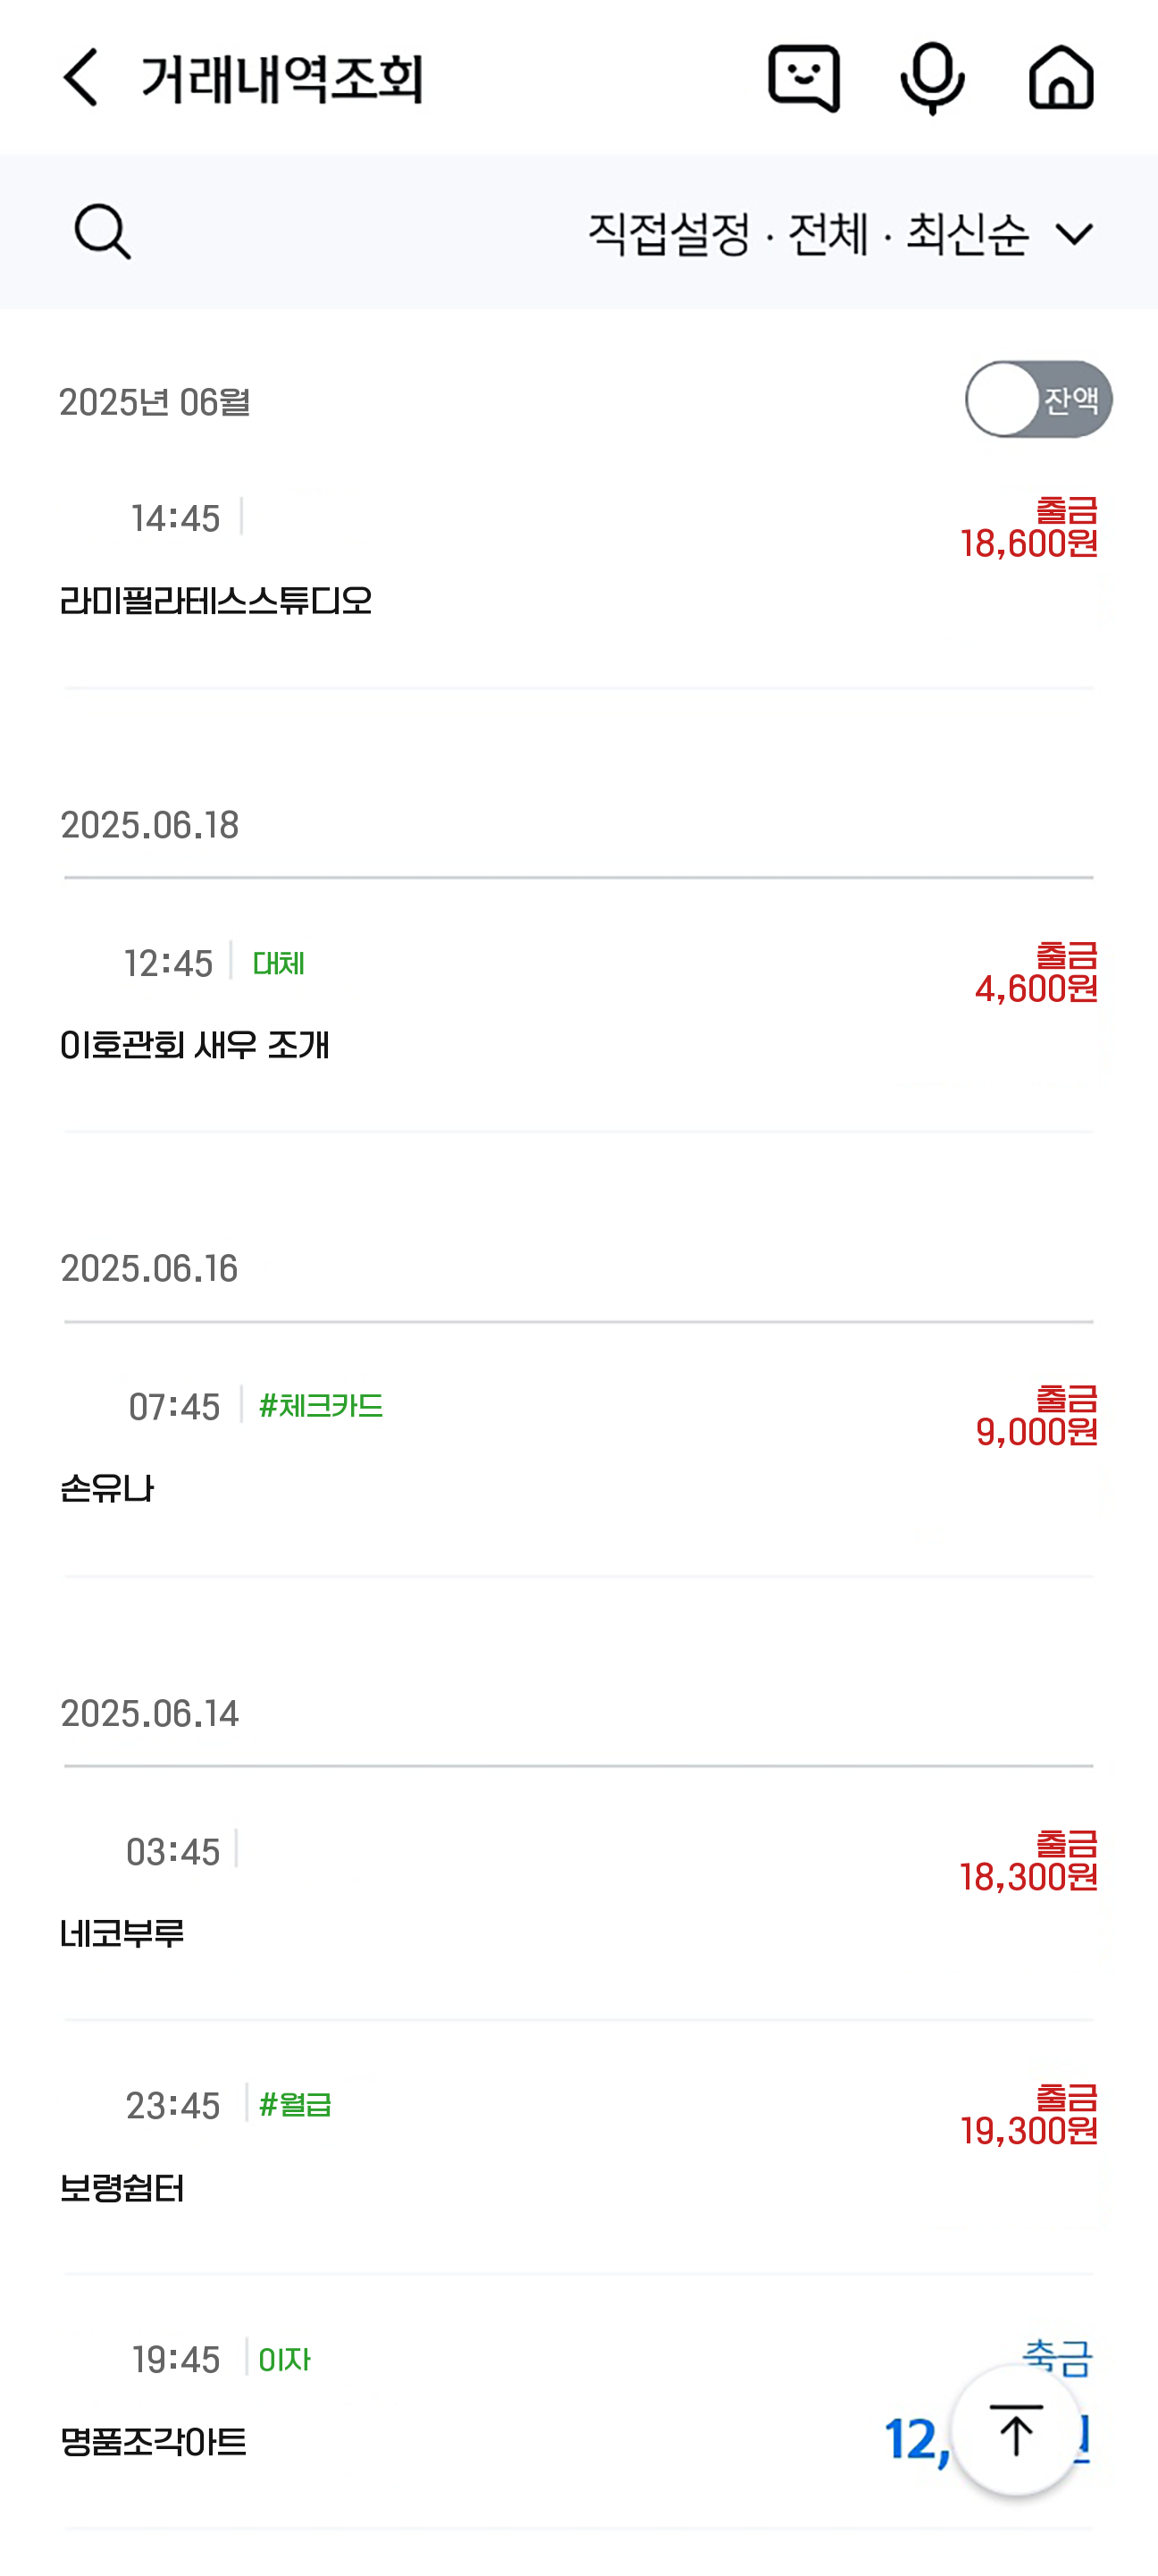 거래내역조회
직접설정 · 전체 · 최신순
2025년 06월
잔액
14:45
출금
18,600원
라미필라테스스튜디오
2025.06.18
12:45 대체
출금
4,600원
이호관회 새우 조개
2025.06.16
07:45 #체크카드
출금
9,000원
손유나
2025.06.14
03:45
출금
18,300원
네코부루
23:45 #월급
출금
19,300원
보령쉼터
19:45 이자
명품조각아트
12,